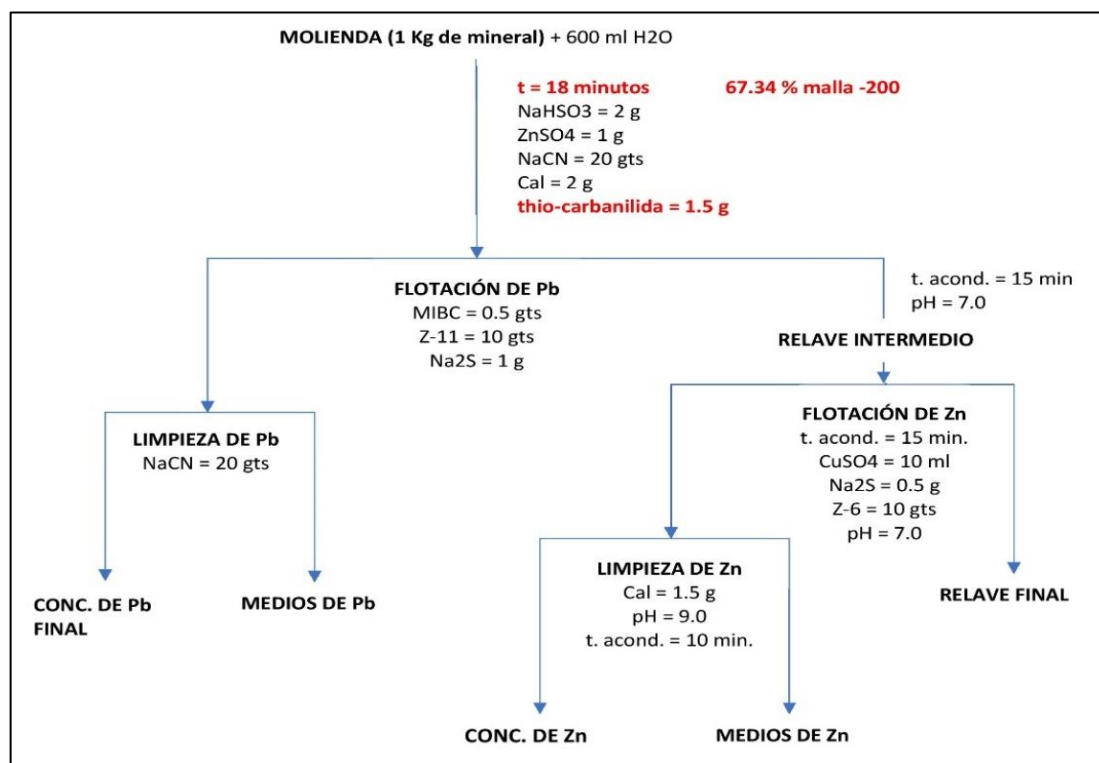 MOLIENDA (1 Kg de mineral) + 600 ml H2O
t = 18 minutos 67.34 % malla -200
NaHSO3 = 2 g
ZnSO4 = 1 g
NaCN = 20 gts
Cal = 2 g
thio-carbanilida = 1.5 g
FLOTACIÓN DE Pb
MIBC = 0.5 gts
Z-11 = 10 gts
Na2S = 1 g
t. acond. = 15 min
pH = 7.0
RELAVE INTERMEDIO
LIMPIEZA DE Pb
NaCN = 20 gts
FLOTACIÓN DE Zn
t. acond. = 15 min.
CuSO4 = 10 ml
Na2S = 0.5 g
Z-6 = 10 gts
pH = 7.0
CONC. DE Pb
FINAL
MEDIOS DE Pb
LIMPIEZA DE Zn
Cal = 1.5 g
pH = 9.0
t. acond. = 10 min.
RELAVE FINAL
CONC. DE Zn
MEDIOS DE Zn